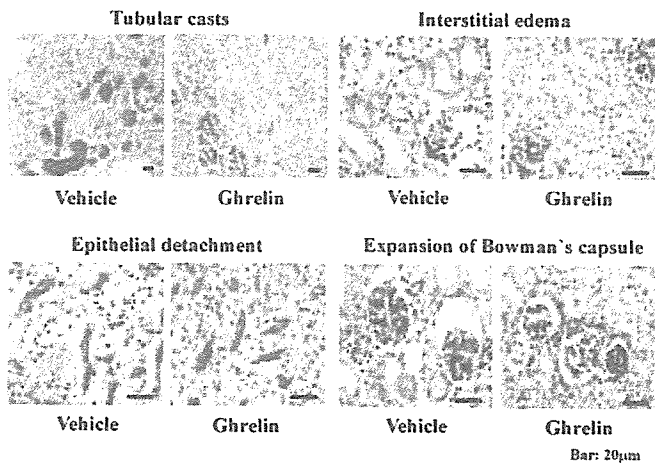 Tubular casts
Interstitial edema
Vehicle
Ghrelin
Vehicle
Ghrelin
Epithelial detachment
Expansion of Bowman`s capsule
Vehicle
Ghrelin
Vehicle
Ghrelin
Bar: 20μm